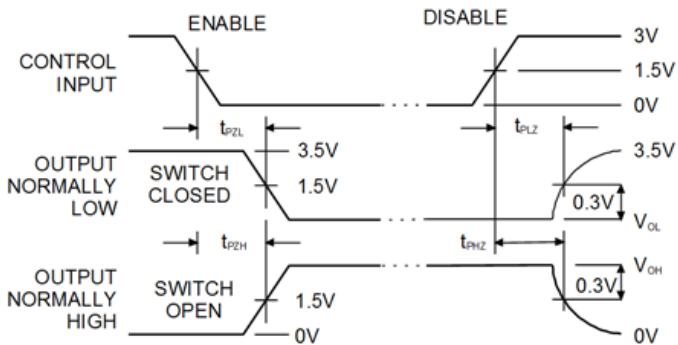 ENABLE
DISABLE
CONTROL
INPUT
3V
1.5V
0V
tPZL
tPLZ
OUTPUT
NORMALLY
LOW
SWITCH
CLOSED
3.5V
1.5V
3.5V
0.3V
VOL
tPZH
tPHZ
OUTPUT
NORMALLY
HIGH
SWITCH
OPEN
1.5V
0V
VOH
0.3V
0V